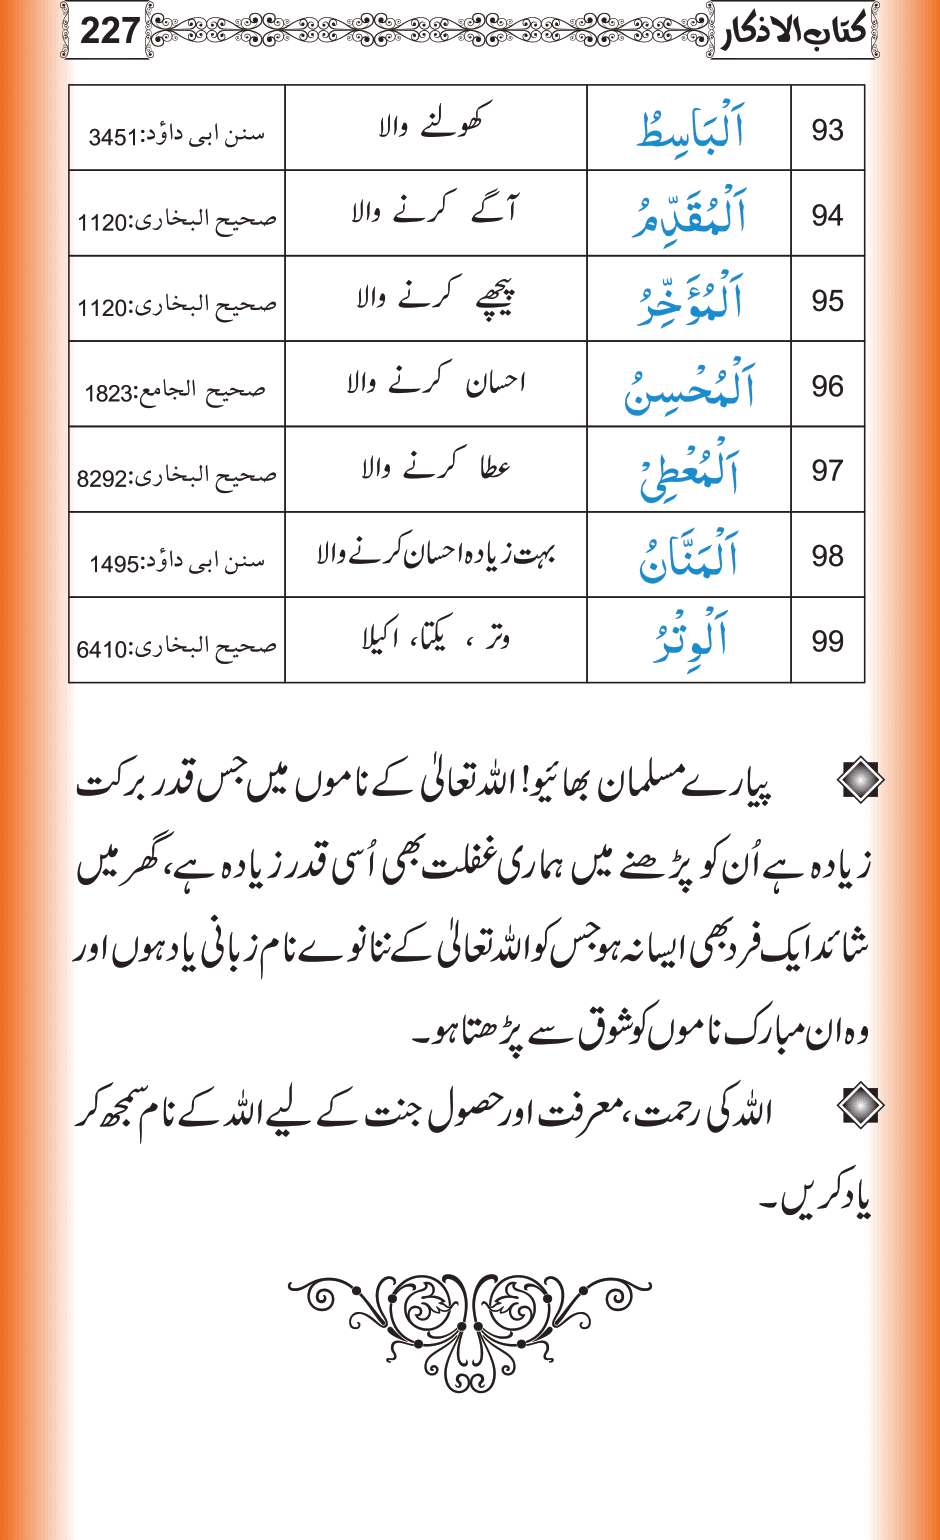 کتاب الاذکار 227
93 اَلْبَاسِطُ کھولنے والا سنن ابی داؤد:3451
94 اَلْمُقَدِّمُ آگے کرنے والا صحیح البخاری:1120
95 اَلْمُؤَخِّرُ پیچھے کرنے والا صحیح البخاری:1120
96 اَلْمُحْسِنُ احسان کرنے والا صحیح الجامع:1823
97 اَلْمُعْطِیْ عطا کرنے والا صحیح البخاری:8292
98 اَلْمَنَّانُ بہت زیادہ احسان کرنے والا سنن ابی داؤد:1495
99 اَلْوِتْرُ وتر ، یکتا، اکیلا صحیح البخاری:6410
پیارے مسلمان بھائیو! اللہ تعالیٰ کے ناموں میں جس قدر برکت
زیادہ ہے اُن کو پڑھنے میں ہماری غفلت بھی اُسی قدر زیادہ ہے، گھر میں
شائد ایک فرد بھی ایسا نہ ہو جس کو اللہ تعالیٰ کے ننانوے نام زبانی یاد ہوں اور
وہ ان مبارک ناموں کو شوق سے پڑھتا ہو۔
اللہ کی رحمت، معرفت اور حصول جنت کے لیے اللہ کے نام سمجھ کر
یاد کریں۔